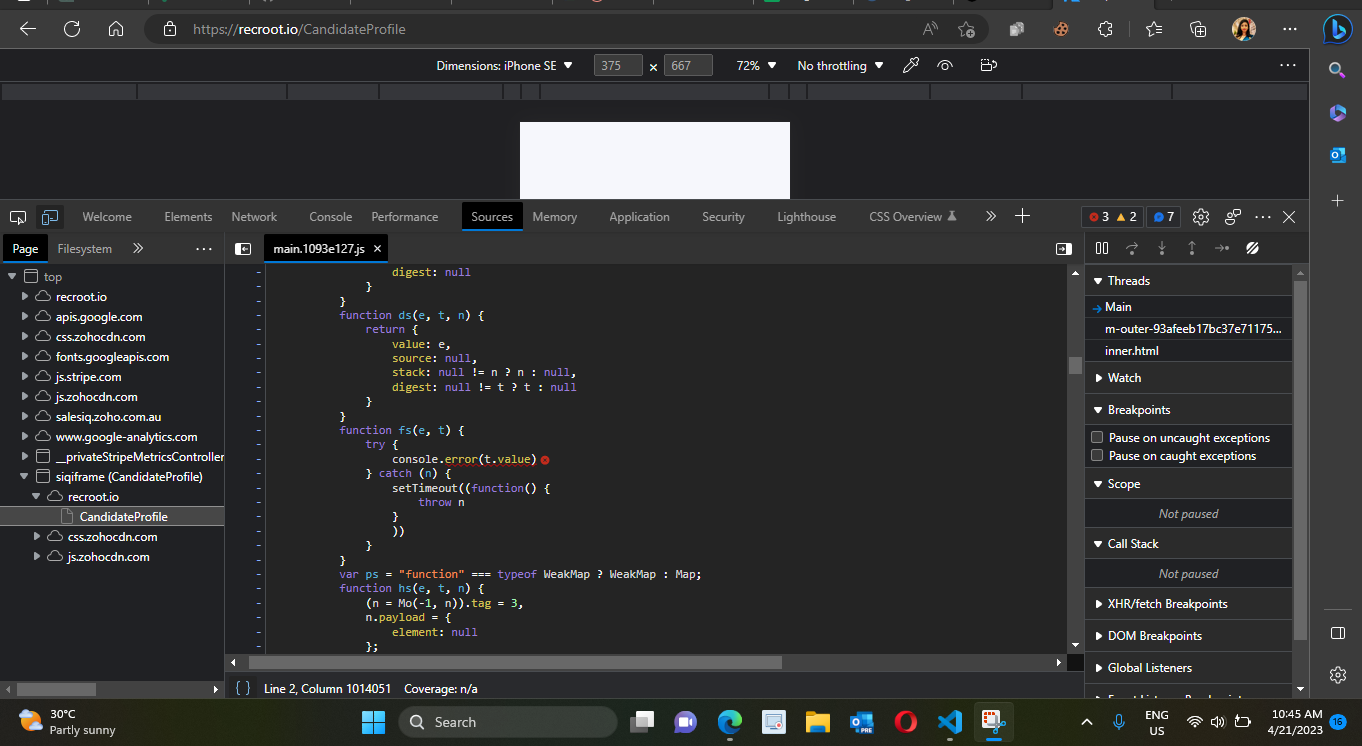 https://recroot.io/CandidateProfile
Dimensions: iPhone SE
375 × 667
72%
No throttling
Welcome Elements Network Console Performance Sources Memory Application Security Lighthouse CSS Overview
3 2 7
Page Filesystem
main.1093e127.js
top
recroot.io
apis.google.com
css.zohocdn.com
fonts.googleapis.com
js.stripe.com
js.zohocdn.com
salesiq.zoho.com.au
www.google-analytics.com
__privateStripeMetricsController
siqiframe (CandidateProfile)
recroot.io
CandidateProfile
css.zohocdn.com
js.zohocdn.com
digest: null
}
}
function ds(e, t, n) {
return {
value: e,
source: null,
stack: null != n ? n : null,
digest: null != t ? t : null
}
}
function fs(e, t) {
try {
console.error(t.value)
} catch (n) {
setTimeout((function() {
throw n
}
))
}
}
var ps = "function" === typeof WeakMap ? WeakMap : Map;
function hs(e, t, n) {
(n = Mo(-1, n)).tag = 3,
n.payload = {
element: null
};
{ } Line 2, Column 1014051 Coverage: n/a
Threads
Main
m-outer-93afeeb17bc37e71175...
inner.html
Watch
Breakpoints
Pause on uncaught exceptions
Pause on caught exceptions
Scope
Not paused
Call Stack
Not paused
XHR/fetch Breakpoints
DOM Breakpoints
Global Listeners
30°C
Partly sunny
Search
PRE
ENG
US
10:45 AM
4/21/2023
16